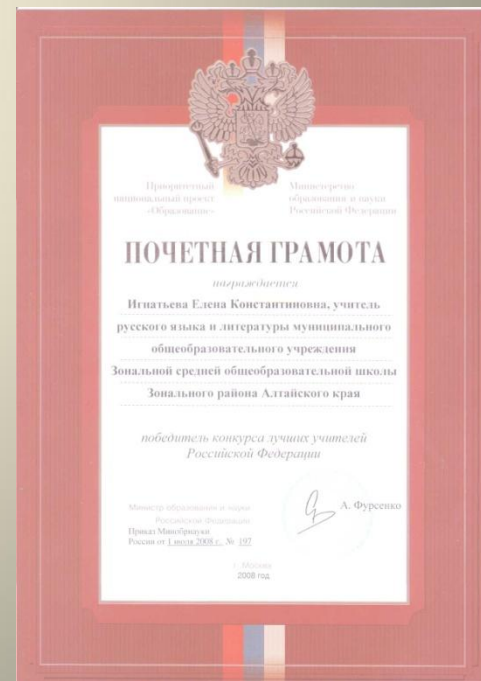 Приоритетный
национальный проект
«Образование»
Министерство
образования и науки
Российской Федерации
ПОЧЕТНАЯ ГРАМОТА
награждается
Игнатьева Елена Константиновна, учитель
русского языка и литературы муниципального
общеобразовательного учреждения
Зональной средней общеобразовательной школы
Зонального района Алтайского края
победитель конкурса лучших учителей
Российской Федерации
Министр образования и науки
Российской Федерации
А. Фурсенко
Приказ Минобрнауки
России от 1 июля 2008 г. № 197
г. Москва
2008 год